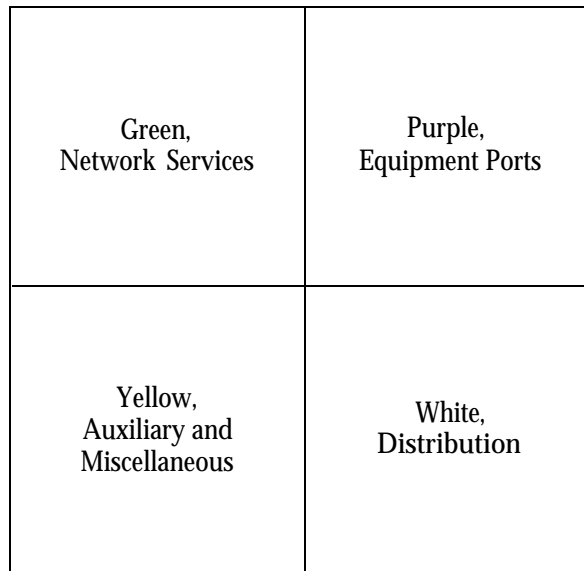 Green,
Network Services
Purple,
Equipment Ports
Yellow,
Auxiliary and
Miscellaneous
White,
Distribution